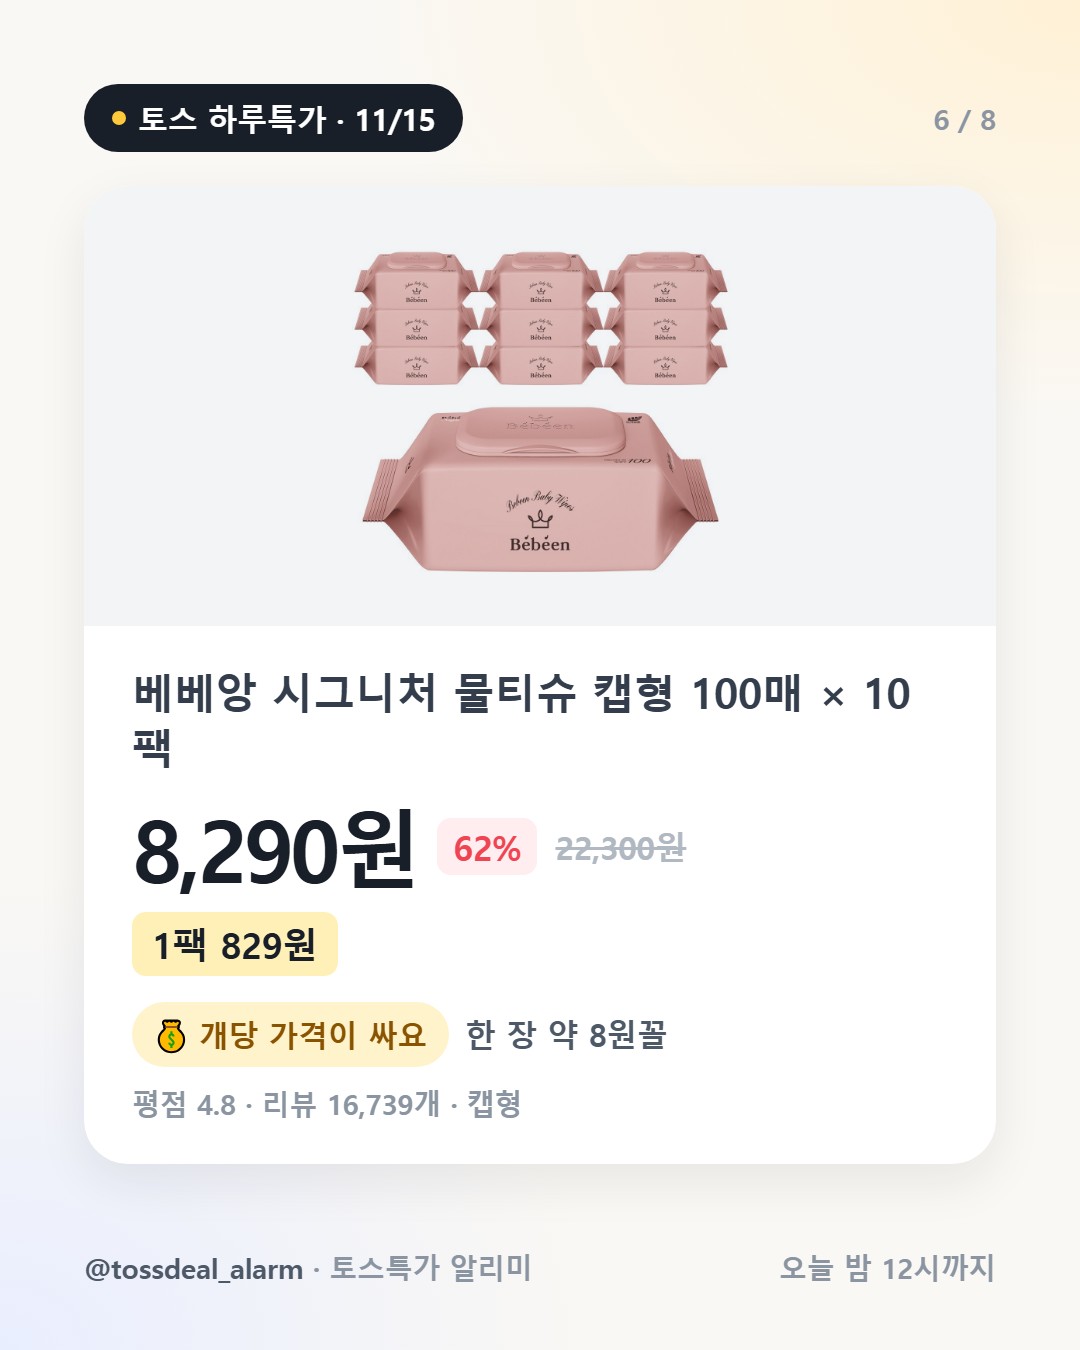 토스 하루특가 · 11/15
6 / 8
Bébéen
Bebeen Baby Wipes
Bébéen
베베앙 시그니처 물티슈 캡형 100매 × 10
팩
8,290원 62% 22,300원
1팩 829원
개당 가격이 싸요 한 장 약 8원꼴
평점 4.8 · 리뷰 16,739개 · 캡형
@tossdeal_alarm · 토스특가 알리미
오늘 밤 12시까지